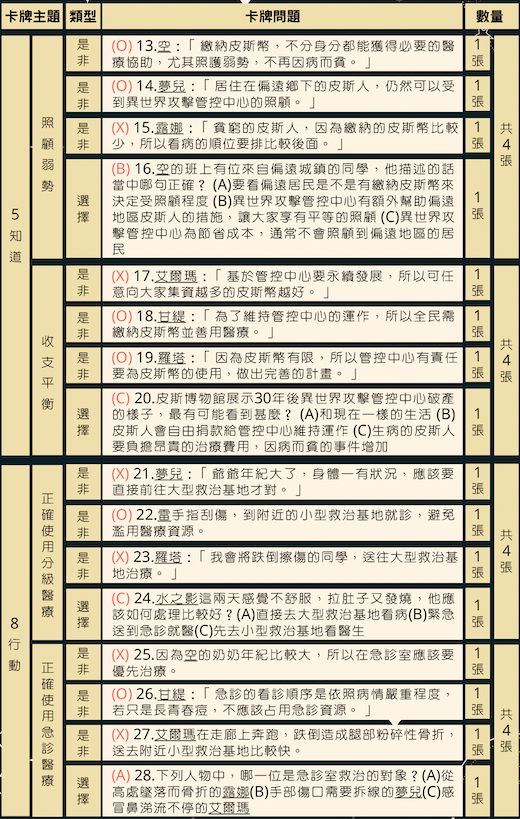 卡牌主題 類型 卡牌問題 數量
5知道
照顧弱勢
是非
(O) 13.空：「 繳納皮斯幣，不分身分都能獲得必要的醫
療協助，尤其照護弱勢，不再因病而貧。 」
1張
是非
(O) 14.夢兒：「 居住在偏遠鄉下的皮斯人，仍然可以受
到異世界攻擊管控中心的照顧。 」
1張
是非
(X) 15.露娜：「 貧窮的皮斯人，因為繳納的皮斯幣比較
少，所以看病的順位要排比較後面。 」
1張
選擇
(B) 16.空的班上有位來自偏遠城鎮的同學，他描述的話
當中哪句正確？ (A)要看偏遠居民是不是有繳納皮斯幣來
決定受照顧程度 (B)異世界攻擊管控中心有額外幫助偏遠
地區皮斯人的措施，讓大家享有平等的照顧 (C)異世界攻
擊管控中心為節省成本，通常不會照顧到偏遠地區的居
民
1張
共4張
收支平衡
是非
(X) 17.艾爾瑪：「 基於管控中心要永續發展，所以可任
意向大家集資越多的皮斯幣越好。 」
1張
是非
(O) 18.甘緹：「 為了維持管控中心的運作，所以全民需
繳納皮斯幣並善用醫療。 」
1張
是非
(O) 19.羅塔：「 因為皮斯幣有限，所以管控中心有責任
要為皮斯幣的使用，做出完善的計畫。 」
1張
選擇
(C) 20.皮斯博物館展示30年後異世界攻擊管控中心破產
的樣子，最有可能看到甚麼？ (A)和現在一樣的生活 (B)
皮斯人會自由捐款給管控中心維持運作 (C)生病的皮斯人
要負擔昂貴的治療費用，因病而貧的事件增加
1張
共4張
8行動
正確使用分級醫療
是非
(X) 21.夢兒：「 爺爺年紀大了，身體一有狀況，應該要
直接前往大型救治基地才對。 」
1張
是非
(O) 22.雷手指刮傷，到附近的小型救治基地就診，避免
濫用醫療資源。
1張
是非
(X) 23.羅塔：「 我會將跌倒擦傷的同學，送往大型救治基
地治療。 」
1張
選擇
(C) 24.水之影這兩天感覺不舒服，拉肚子又發燒，他應
該如何處理比較好？(A)直接去大型救治基地看病(B)緊急
送到急診就醫(C)先去小型救治基地看醫生
1張
共4張
正確使用急診醫療
是非
(X) 25.因為空的奶奶年紀比較大，所以在急診室應該要
優先治療。
1張
是非
(O) 26.甘緹：「 急診的看診順序是依照病情嚴重程度，
若只是長青春痘，不應該占用急診資源。 」
1張
是非
(X) 27.艾爾瑪在走廊上奔跑，跌倒造成腿部粉碎性骨折，
送去附近小型救治基地比較快。
1張
選擇
(A) 28.下列人物中，哪一位是急診室救治的對象？(A)從
高處墜落而骨折的露娜(B)手部傷口需要拆線的夢兒(C)感
冒鼻涕流不停的艾爾瑪
1張
共4張